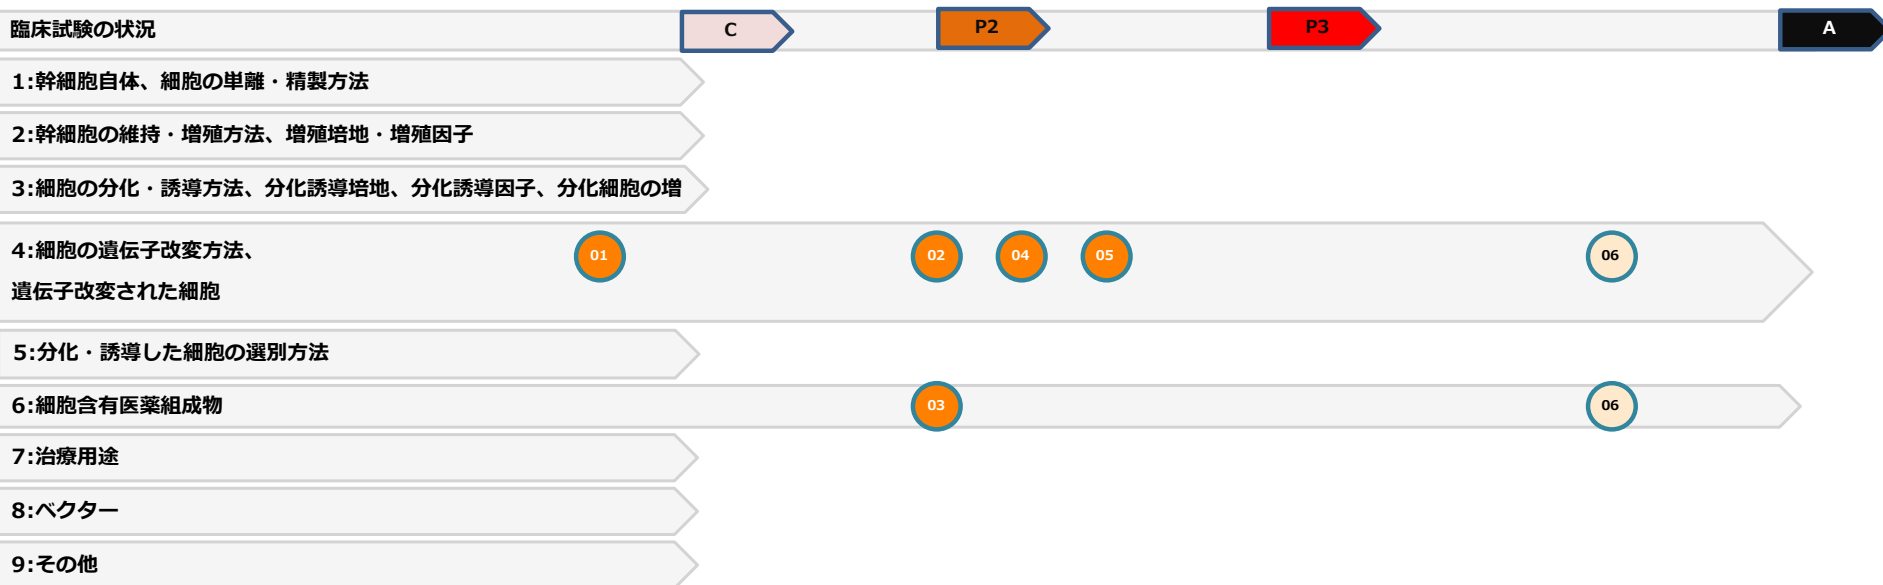 臨床試験の状況 C P2 P3 A
1:幹細胞自体、細胞の単離・精製方法
2:幹細胞の維持・増殖方法、増殖培地・増殖因子
3:細胞の分化・誘導方法、分化誘導培地、分化誘導因子、分化細胞の増
4:細胞の遺伝子改変方法、
01 02 04 05 06
遺伝子改変された細胞
5:分化・誘導した細胞の選別方法
6:細胞含有医薬組成物 03 06
7:治療用途
8:ベクター
9:その他